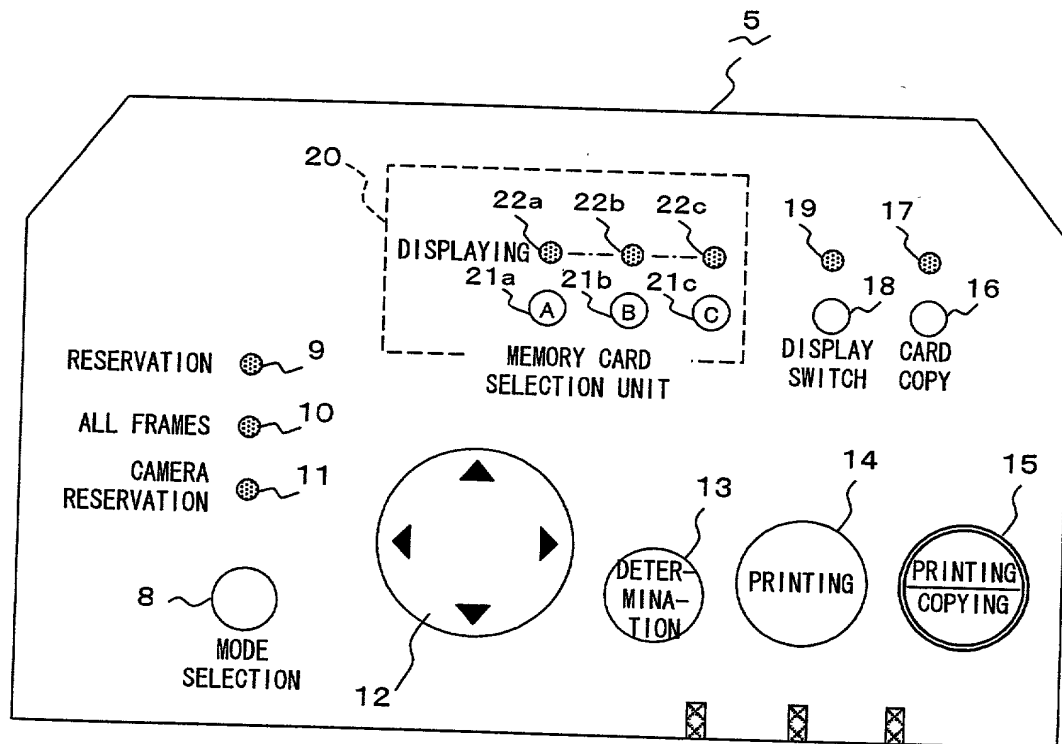 5
20
22a 22b 22c
19
17
DISPLAYING
21a 21b 21c
18
16
A B C
MEMORY CARD
SELECTION UNIT
DISPLAY
SWITCH
CARD
COPY
RESERVATION
9
ALL FRAMES
10
CAMERA
RESERVATION
11
8
MODE
SELECTION
12
13
DETER-
MINA-
TION
14
PRINTING
15
PRINTING
COPYING